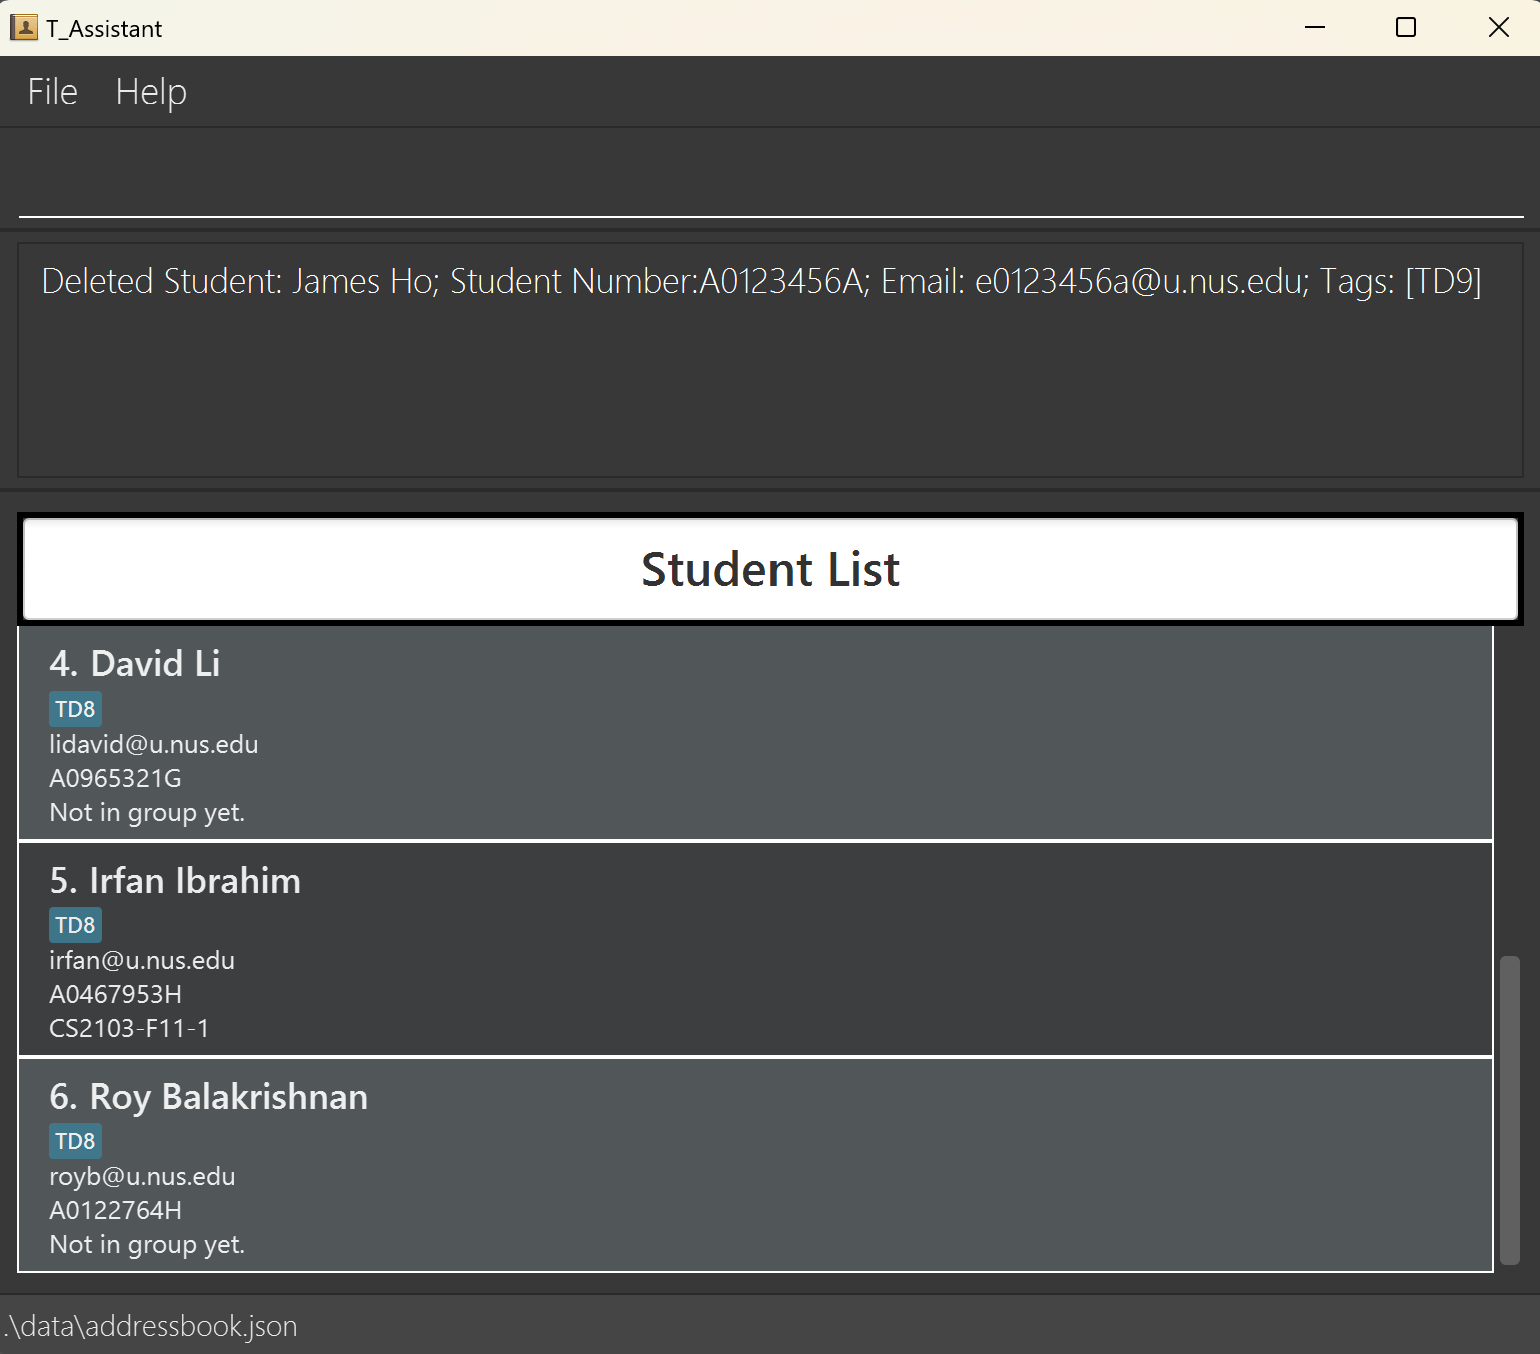 T_Assistant
File Help
Deleted Student: James Ho; Student Number:A0123456A; Email: e0123456a@u.nus.edu; Tags: [TD9]
Student List
4. David Li
TD8
lidavid@u.nus.edu
A0965321G
Not in group yet.
5. Irfan Ibrahim
TD8
irfan@u.nus.edu
A0467953H
CS2103-F11-1
6. Roy Balakrishnan
TD8
royb@u.nus.edu
A0122764H
Not in group yet.
.\data\addressbook.json